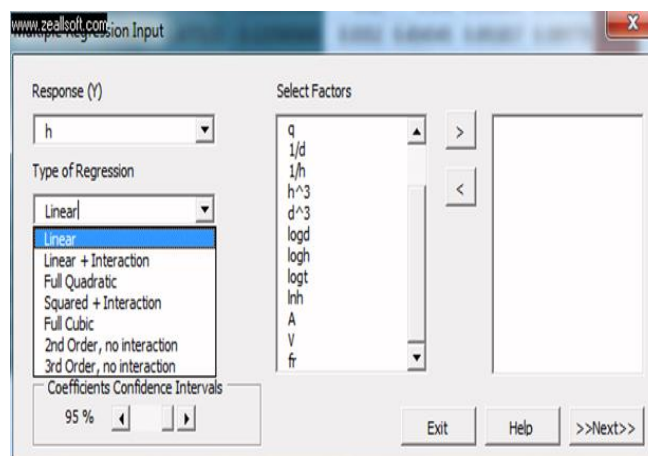 www.zeallsoft.com
Multiple Regression Input
X
Response (Y)
h
Type of Regression
Linear
Linear
Linear + Interaction
Full Quadratic
Squared + Interaction
Full Cubic
2nd Order, no interaction
3rd Order, no interaction
Coefficients Confidence Intervals
95 %
Select Factors
q
1/d
1/h
h^3
d^3
logd
logh
logt
lnh
A
V
fr
>
<
Exit
Help
>>Next>>